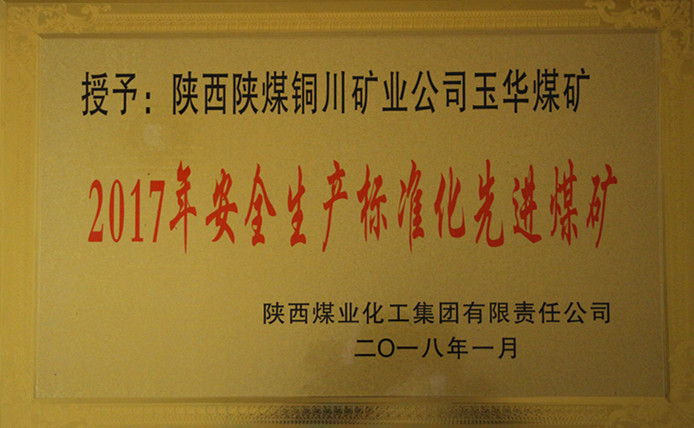 授予：陕西陕煤铜川矿业公司玉华煤矿
2017年安全生产标准化先进煤矿
陕西煤业化工集团有限责任公司
二〇一八年一月